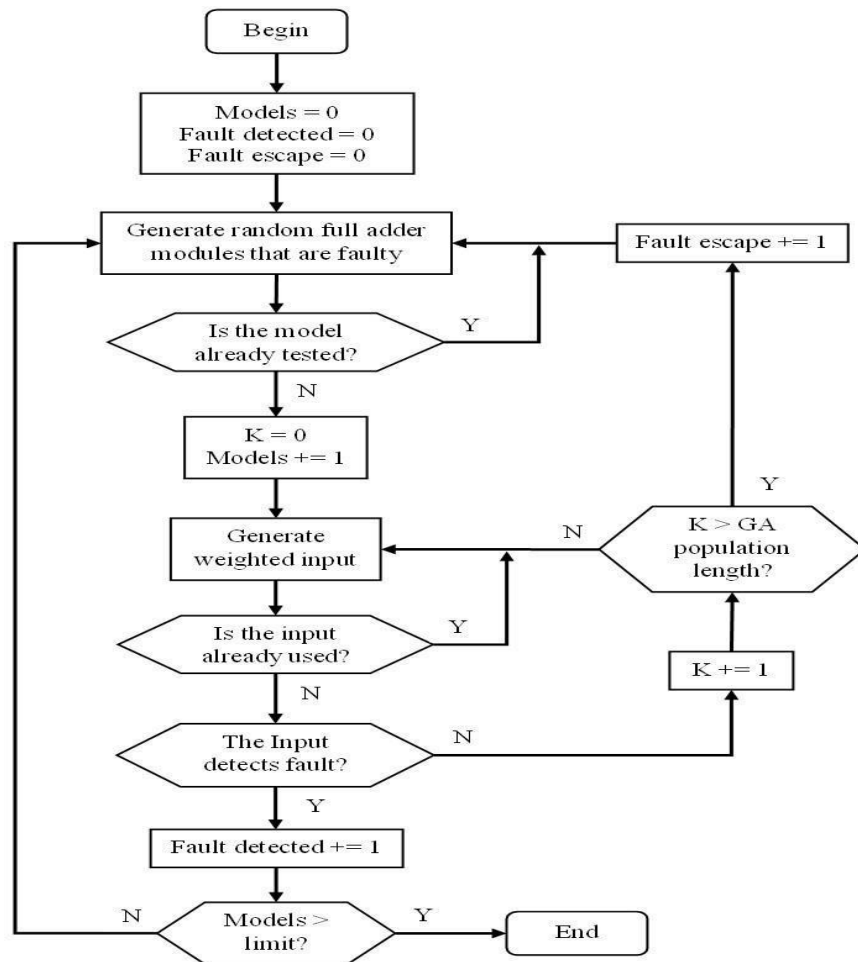 Begin
Models = 0
Fault detected = 0
Fault escape = 0
Generate random full adder
modules that are faulty
Fault escape += 1
Is the model
already tested?
Y
N
K = 0
Models += 1
Y
Generate
weighted input
N
K > GA
population
length?
Is the input
already used?
Y
K += 1
N
The Input
detects fault?
N
Y
Fault detected += 1
N
Models >
limit?
Y
End